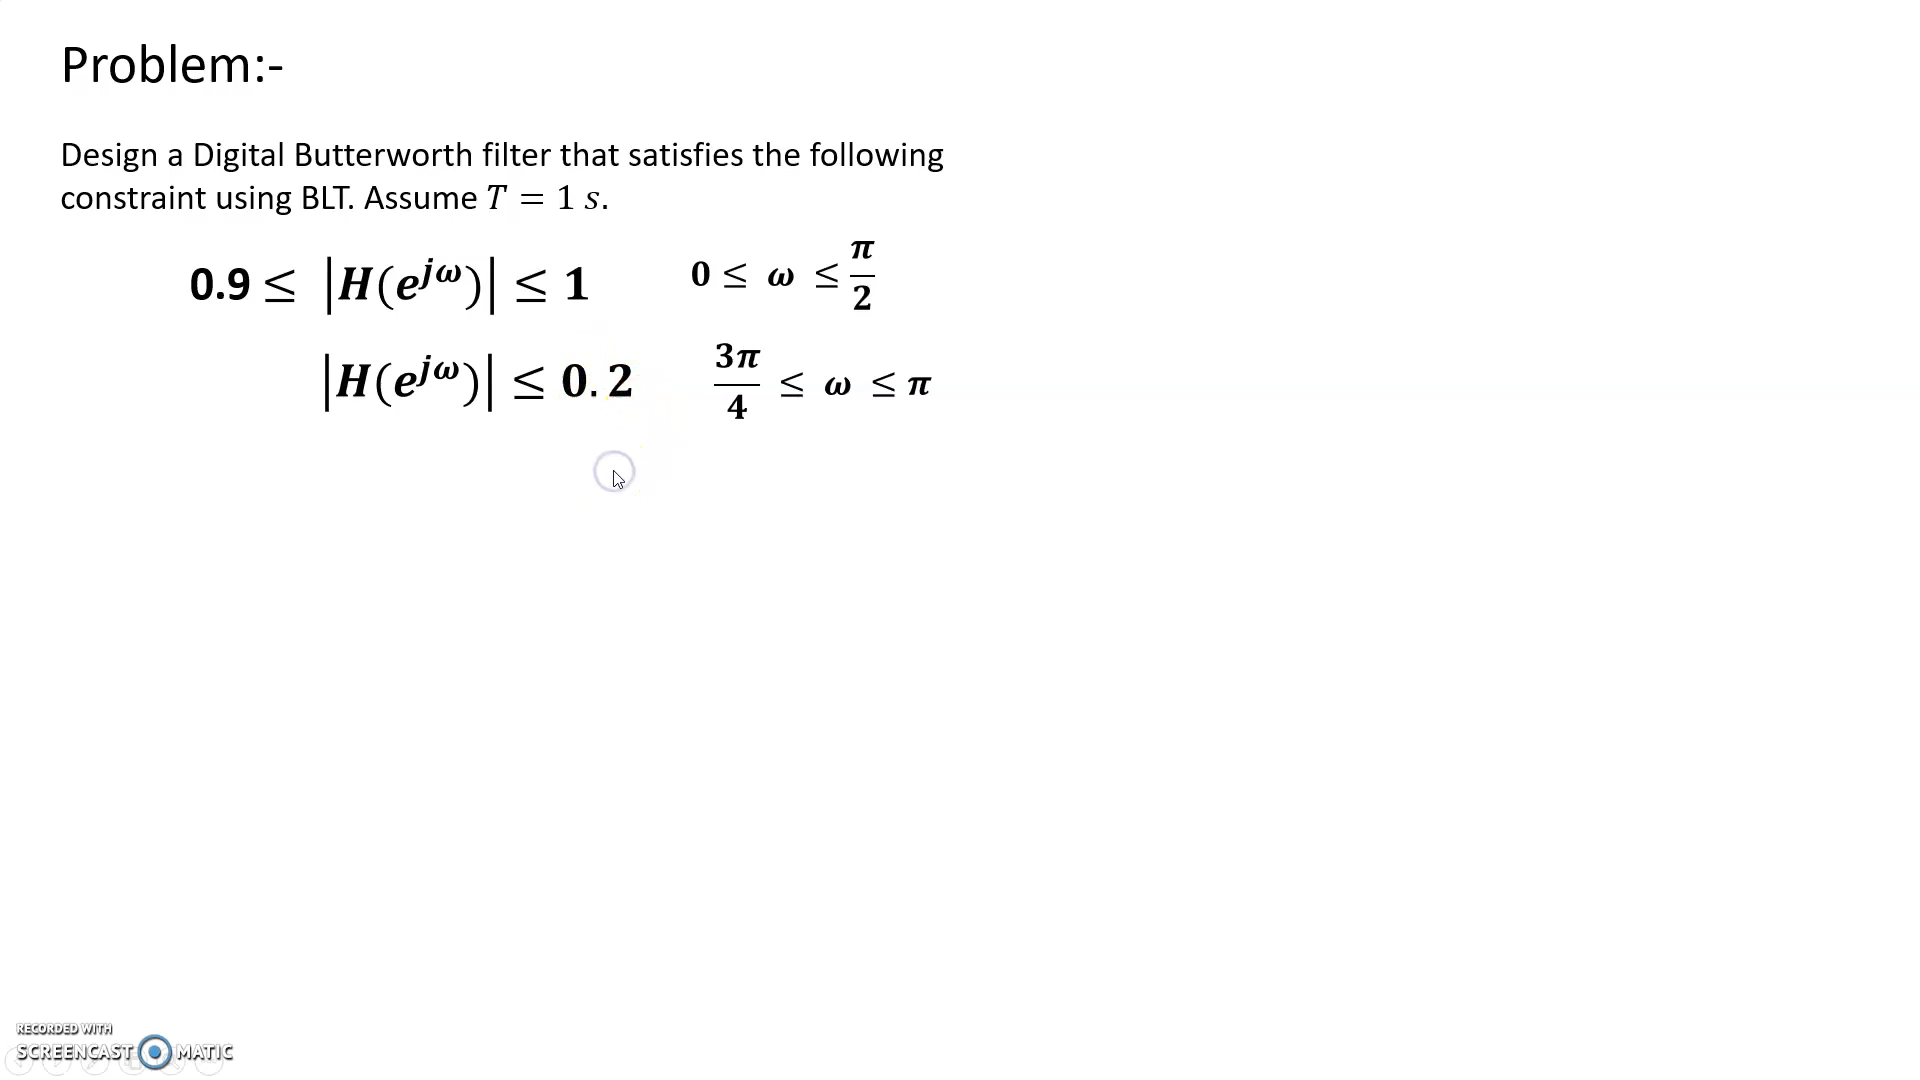 Problem:-
Design a Digital Butterworth filter that satisfies the following
constraint using BLT. Assume T = 1 s.
0.9 ≤ |H(e^{jω})| ≤ 1   0 ≤ ω ≤ π/2
|H(e^{jω})| ≤ 0.2   3π/4 ≤ ω ≤ π
RECORDED WITH
SCREENCAST MATIC